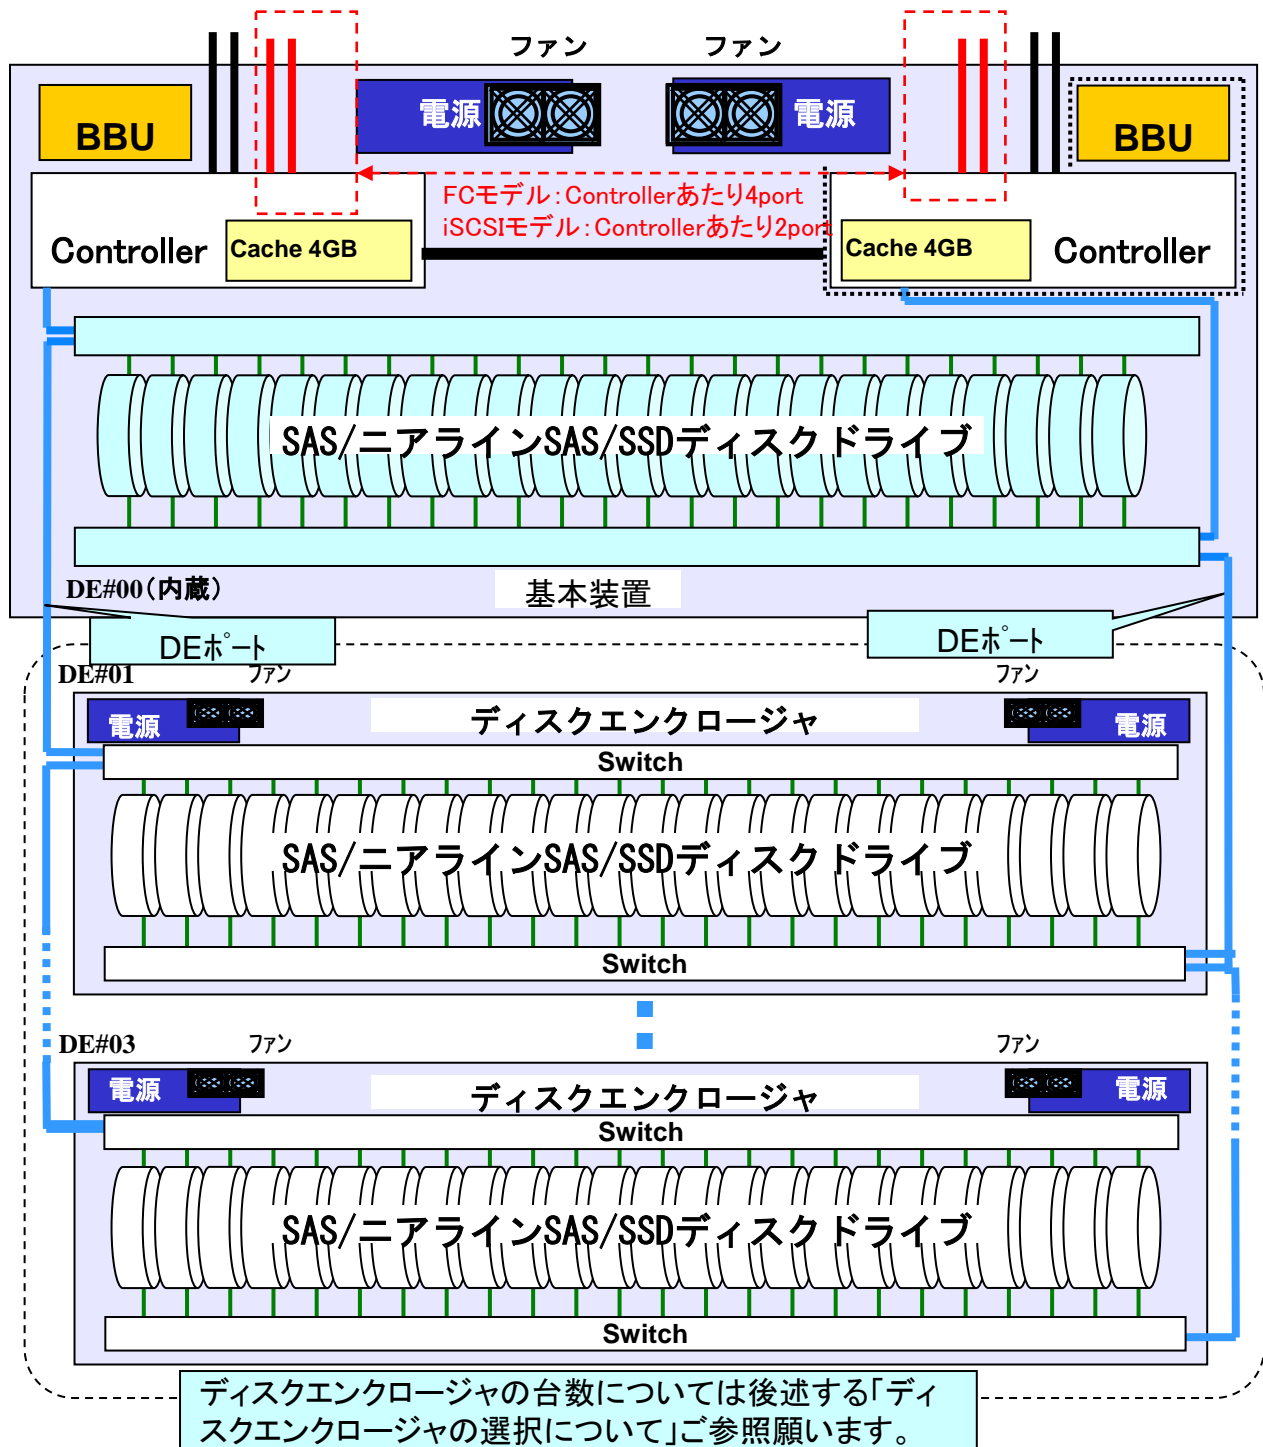 ファン ファン
BBU 電源 電源 BBU
FCモデル：Controllerあたり4port
iSCSIモデル：Controllerあたり2port
Controller Cache 4GB Cache 4GB Controller
SAS/ニアラインSAS/SSDディスクドライブ
DE#00（内蔵） 基本装置
DEﾎﾟｰﾄ DEﾎﾟｰﾄ
DE#01 ﾌｧﾝ ﾌｧﾝ
電源 ディスクエンクロージャ 電源
Switch
SAS/ニアラインSAS/SSDディスクドライブ
Switch
DE#03 ﾌｧﾝ ﾌｧﾝ
電源 ディスクエンクロージャ 電源
Switch
SAS/ニアラインSAS/SSDディスクドライブ
Switch
ディスクエンクロージャの台数については後述する「ディ
スクエンクロージャの選択について」ご参照願います。